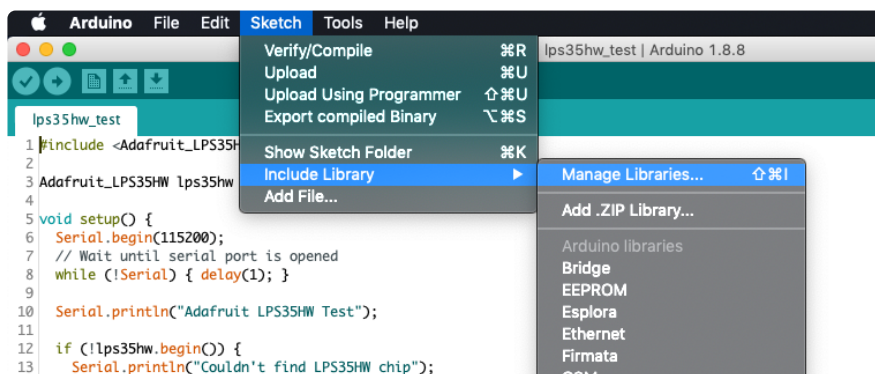 Arduino File Edit Sketch Tools Help
lps35hw_test | Arduino 1.8.8
Verify/Compile ⌘R
Upload ⌘U
Upload Using Programmer ⇧⌘U
Export compiled Binary ⌥⌘S
Show Sketch Folder ⌘K
Include Library ▶
Add File...
Manage Libraries... ⇧⌘I
Add .ZIP Library...
Arduino libraries
Bridge
EEPROM
Esplora
Ethernet
Firmata
lps35hw_test
1 #include <Adafruit_LPS35H
2
3 Adafruit_LPS35HW lps35hw
4
5 void setup() {
6 Serial.begin(115200);
7 // Wait until serial port is opened
8 while (!Serial) { delay(1); }
9
10 Serial.println("Adafruit LPS35HW Test");
11
12 if (!lps35hw.begin()) {
13 Serial.println("Couldn't find LPS35HW chip");